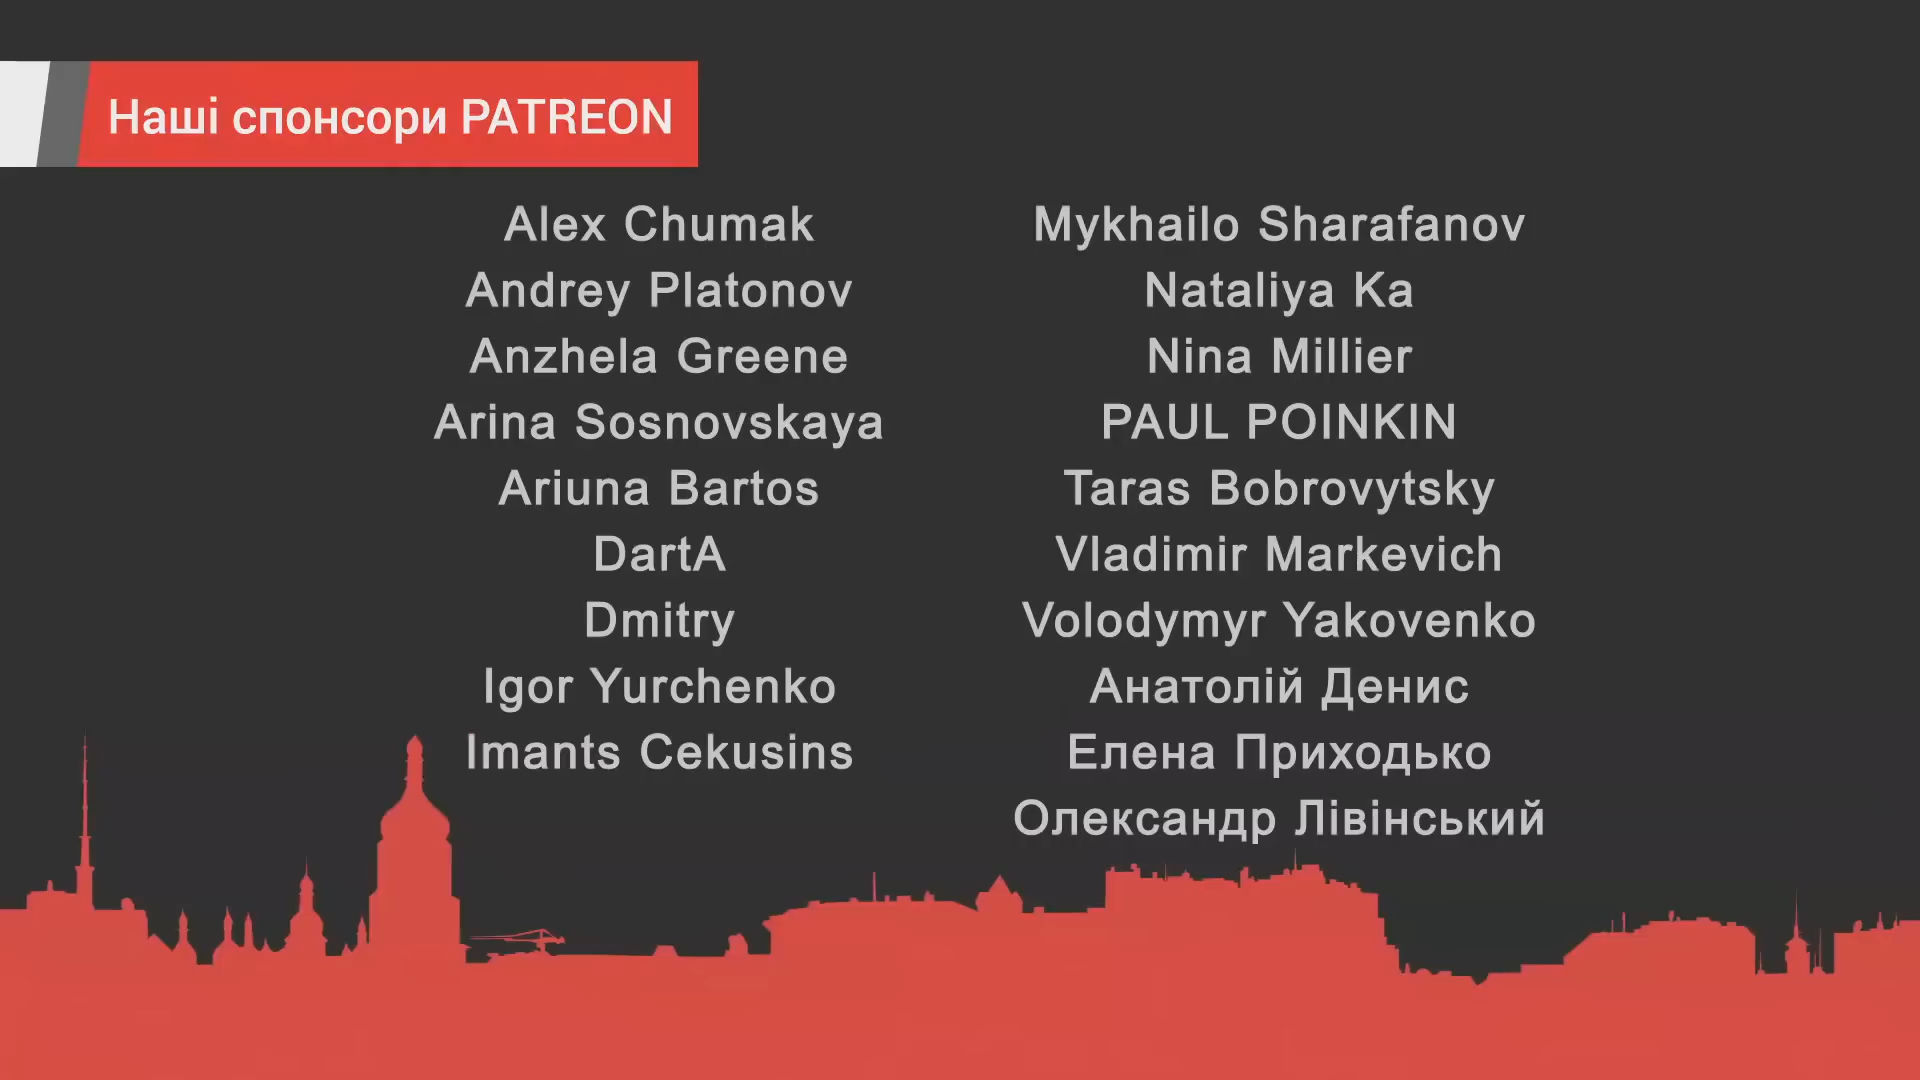 Наші спонсори PATREON
Alex Chumak
Andrey Platonov
Anzhela Greene
Arina Sosnovskaya
Ariuna Bartos
DartA
Dmitry
Igor Yurchenko
Imants Cekusins
Mykhailo Sharafanov
Nataliya Ka
Nina Millier
PAUL POINKIN
Taras Bobrovytsky
Vladimir Markevich
Volodymyr Yakovenko
Анатолій Денис
Елена Приходько
Олександр Лівінський